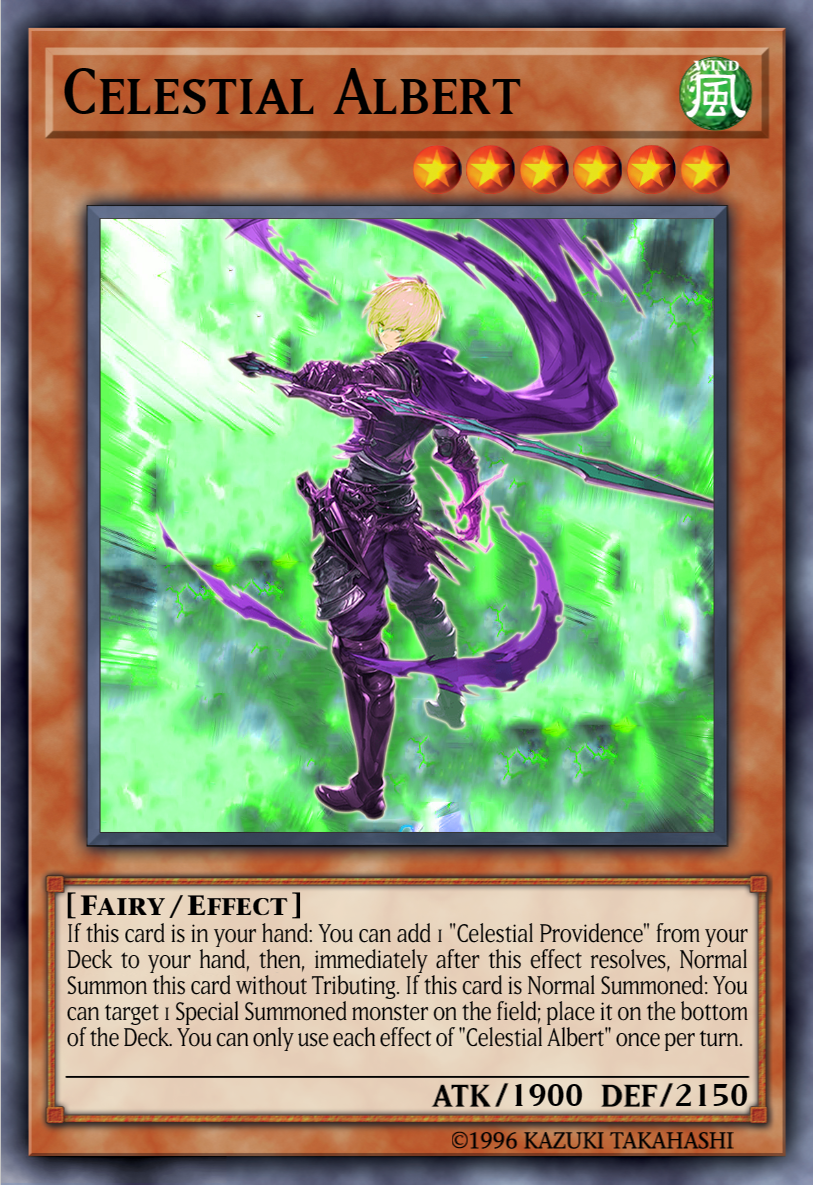 Celestial Albert
WIND
風
[ Fairy / Effect ]
If this card is in your hand: You can add 1 "Celestial Providence" from your
Deck to your hand, then, immediately after this effect resolves, Normal
Summon this card without Tributing. If this card is Normal Summoned: You
can target 1 Special Summoned monster on the field; place it on the bottom
of the Deck. You can only use each effect of "Celestial Albert" once per turn.
ATK/1900 DEF/2150
©1996 KAZUKI TAKAHASHI